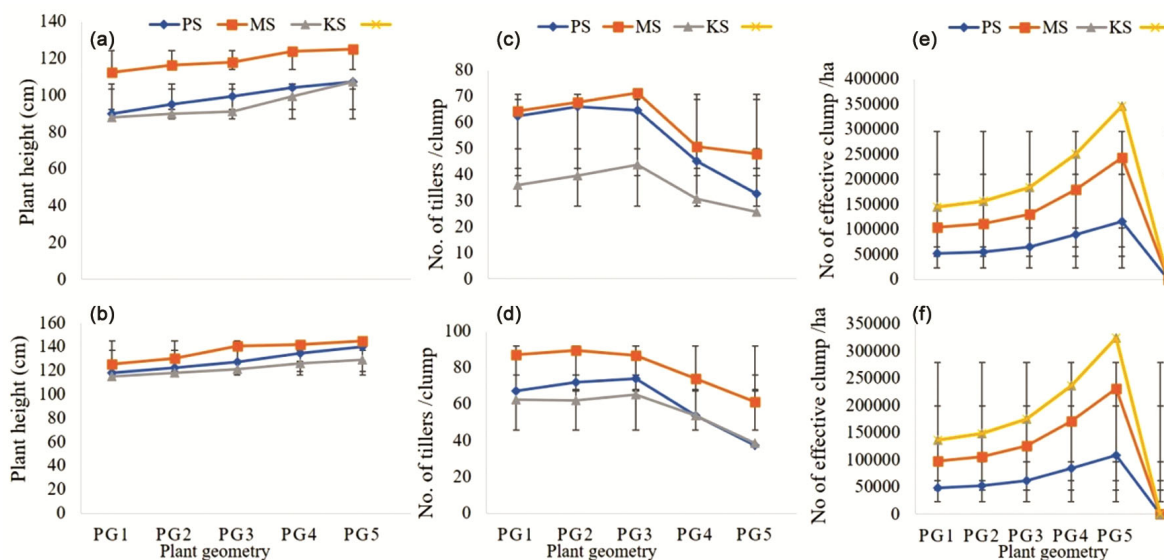 (a)
PS MS KS
Plant height (cm)
140
120
100
80
60
40
20
0
(c)
PS MS KS
No. of tillers /clump
80
70
60
50
40
30
20
10
0
(e)
PS MS KS
No of effective clump /ha
400000
350000
300000
250000
200000
150000
100000
50000
0
(b)
Plant height (cm)
160
140
120
100
80
60
40
20
0
PG1 PG2 PG3 PG4 PG5
Plant geometry
(d)
No. of tillers /clump
100
80
60
40
20
0
PG1 PG2 PG3 PG4 PG5
Plant geometry
(f)
No of effective clump /ha
350000
300000
250000
200000
150000
100000
50000
0
PG1 PG2 PG3 PG4 PG5
Plant geometry